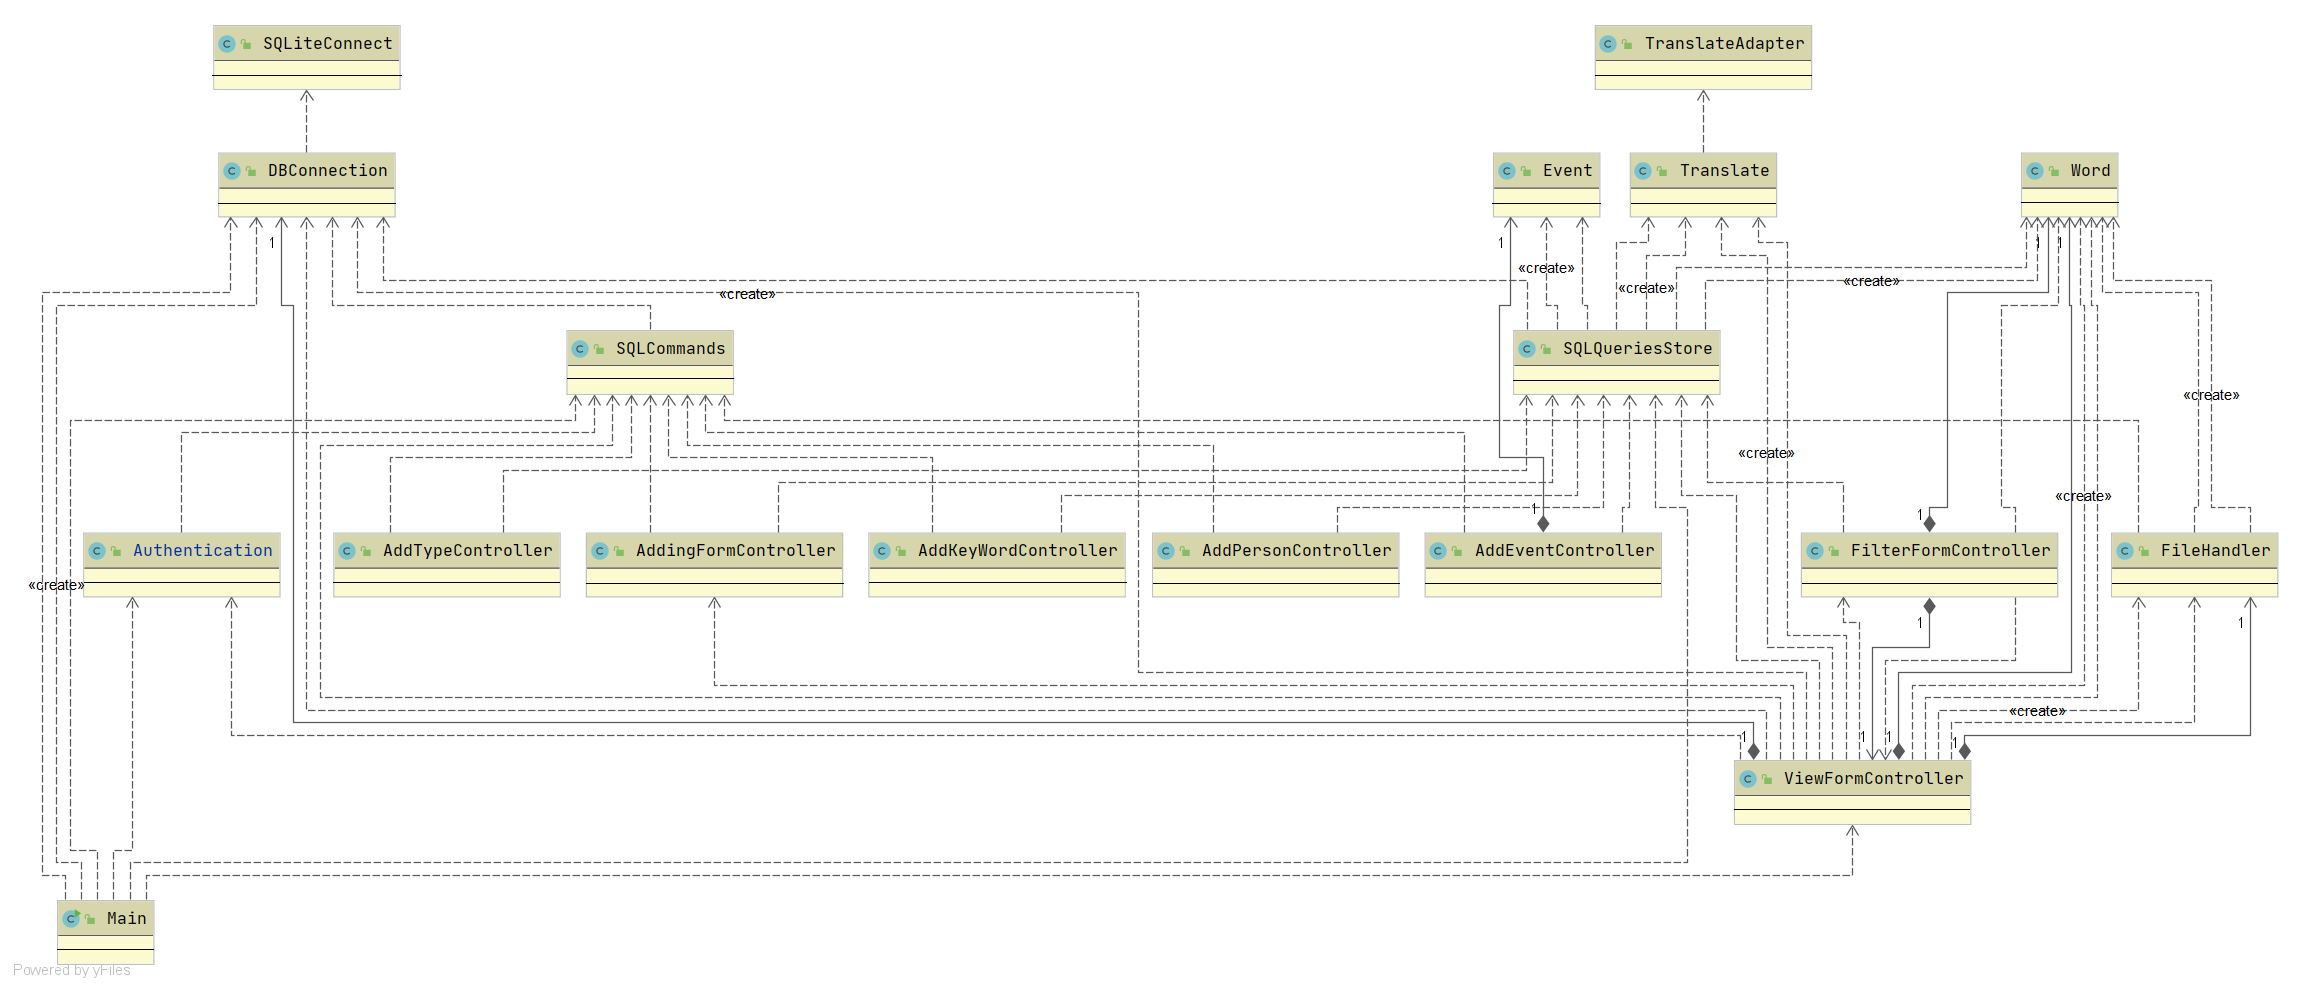 SQLiteConnect
TranslateAdapter
DBConnection
Event
Translate
Word
1
1
1
1
«create»
«create»
«create»
«create»
SQLCommands
SQLQueriesStore
«create»
«create»
«create»
1
1
Authentication
AddTypeController
AddingFormController
AddKeyWordController
AddPersonController
AddEventController
FilterFormController
FileHandler
«create»
1
1
«create»
1
1
1
1
ViewFormController
Main
Powered by yFiles